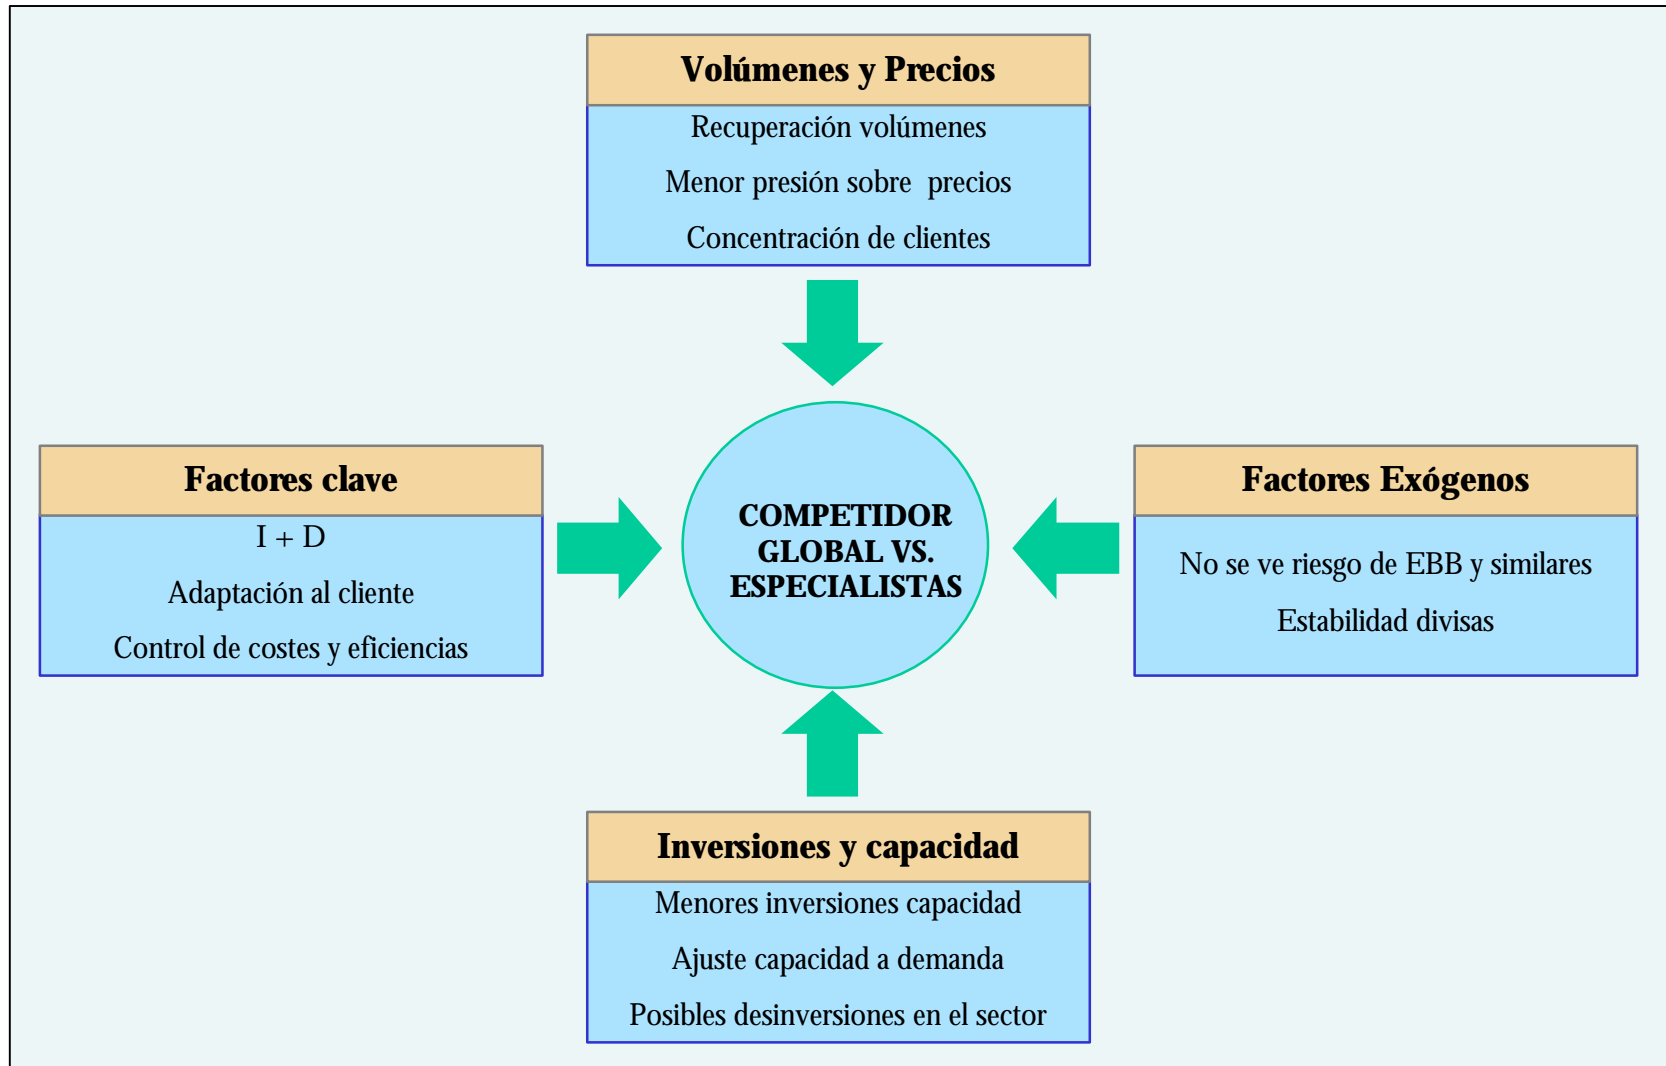 Volúmenes y Precios
Recuperación volúmenes
Menor presión sobre precios
Concentración de clientes
Factores clave
I + D
Adaptación al cliente
Control de costes y eficiencias
COMPETIDOR
GLOBAL VS.
ESPECIALISTAS
Factores Exógenos
No se ve riesgo de EBB y similares
Estabilidad divisas
Inversiones y capacidad
Menores inversiones capacidad
Ajuste capacidad a demanda
Posibles desinversiones en el sector